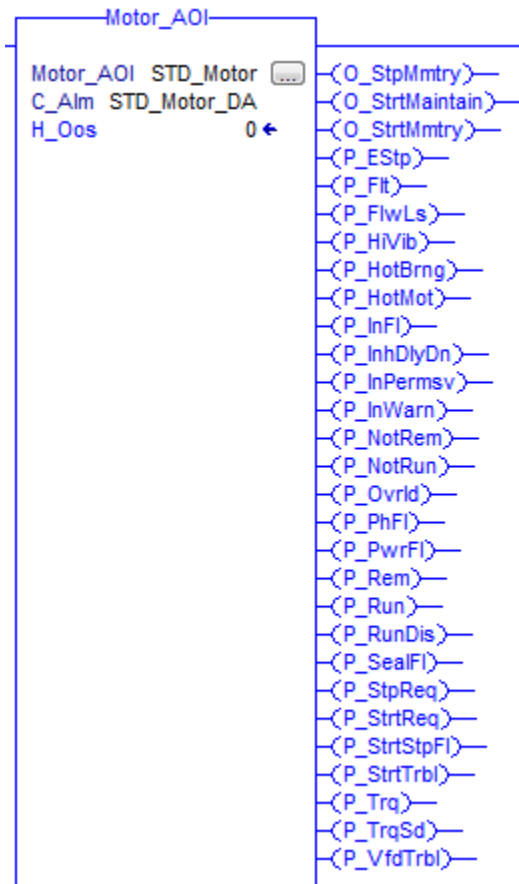 Motor_AOI
Motor_AOI STD_Motor ...
C_Alm STD_Motor_DA
H_Oos 0
O_StpMmtry
O_StrtMaintain
O_StrtMmtry
P_EStp
P_Flt
P_FlwLs
P_HiVib
P_HotBrng
P_HotMot
P_InFl
P_InhDlyDn
P_InPermsv
P_InWarn
P_NotRem
P_NotRun
P_Ovrld
P_PhFl
P_PwrFl
P_Rem
P_Run
P_RunDis
P_SealFl
P_StpReq
P_StrtReq
P_StrtStpFl
P_StrtTrbl
P_Trq
P_TrqSd
P_VfdTrbl